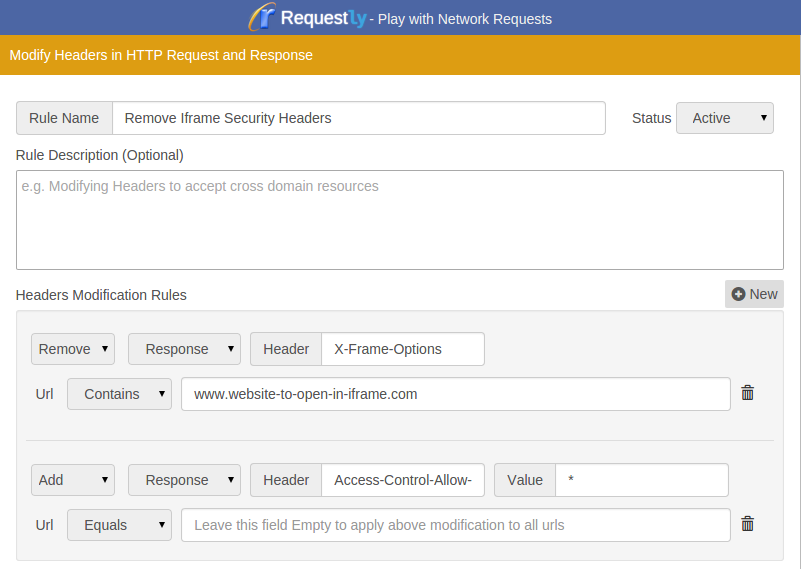 Requestly - Play with Network Requests
Modify Headers in HTTP Request and Response
Rule Name Remove Iframe Security Headers Status Active
Rule Description (Optional)
e.g. Modifying Headers to accept cross domain resources
Headers Modification Rules New
Remove Response Header X-Frame-Options
Url Contains www.website-to-open-in-iframe.com
Add Response Header Access-Control-Allow- Value *
Url Equals Leave this field Empty to apply above modification to all urls